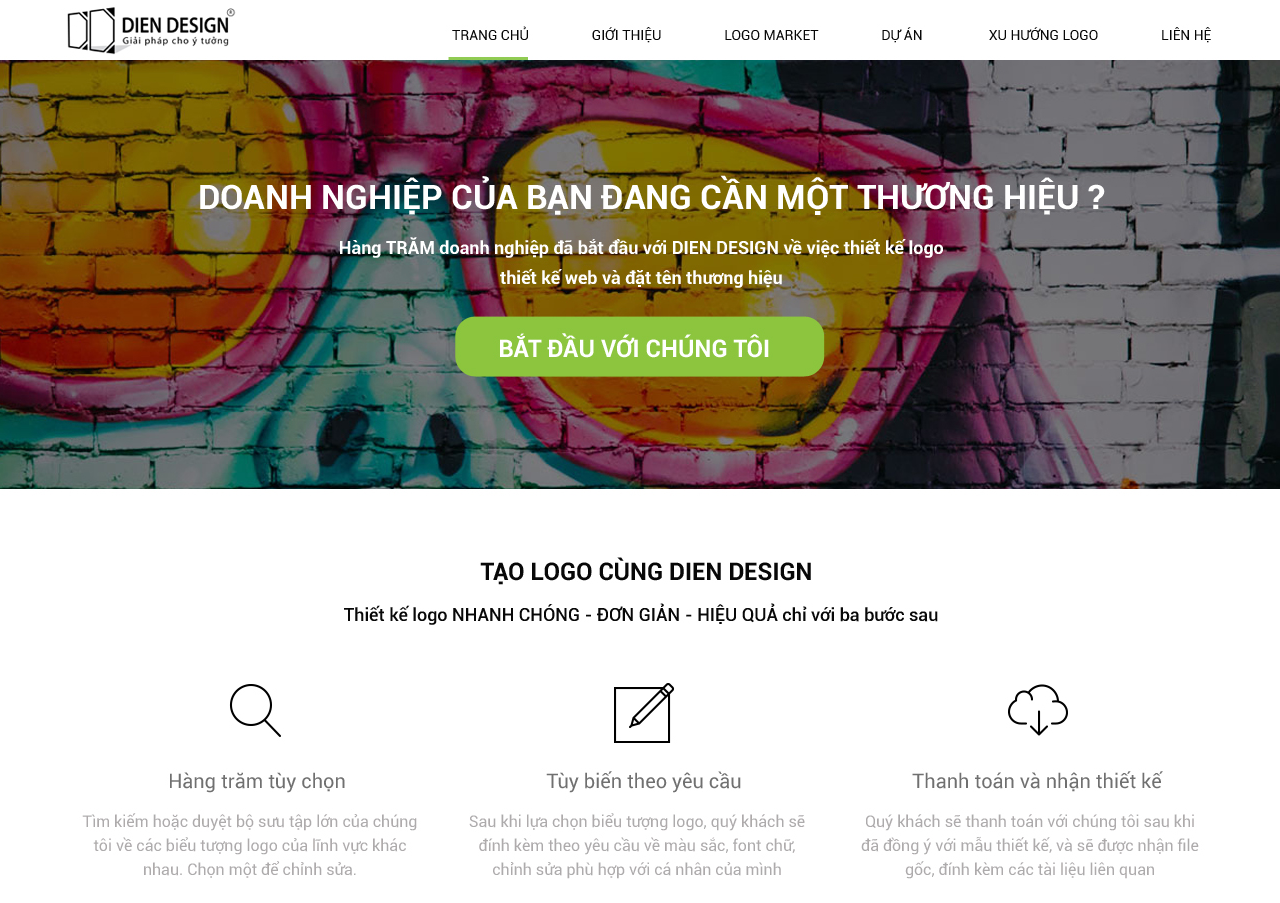 DIEN DESIGN ®
Giải pháp cho ý tưởng
TRANG CHỦ
GIỚI THIỆU
LOGO MARKET
DỰ ÁN
XU HƯỚNG LOGO
LIÊN HỆ
DOANH NGHIỆP CỦA BẠN ĐANG CẦN MỘT THƯƠNG HIỆU ?
Hàng TRĂM doanh nghiệp đã bắt đầu với DIEN DESIGN về việc thiết kế logo
thiết kế web và đặt tên thương hiệu
BẮT ĐẦU VỚI CHÚNG TÔI
TẠO LOGO CÙNG DIEN DESIGN
Thiết kế logo NHANH CHÓNG - ĐƠN GIẢN - HIỆU QUẢ chỉ với ba bước sau
Hàng trăm tùy chọn
Tìm kiếm hoặc duyệt bộ sưu tập lớn của chúng
tôi về các biểu tượng logo của lĩnh vực khác
nhau. Chọn một để chỉnh sửa.
Tùy biến theo yêu cầu
Sau khi lựa chọn biểu tượng logo, quý khách sẽ
đính kèm theo yêu cầu về màu sắc, font chữ,
chỉnh sửa phù hợp với cá nhân của mình
Thanh toán và nhận thiết kế
Quý khách sẽ thanh toán với chúng tôi sau khi
đã đồng ý với mẫu thiết kế, và sẽ được nhận file
gốc, đính kèm các tài liệu liên quan